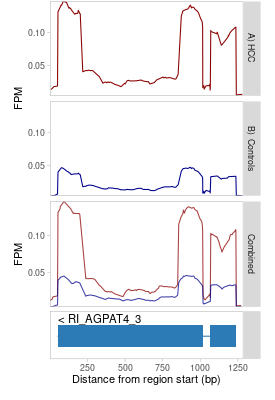 0.10
0.05
FPM
A) HCC
0.10
0.05
B) Controls
0.10
0.05
FPM
Combined
< RI_AGPAT4_3
250 500 750 1000 1250
Distance from region start (bp)